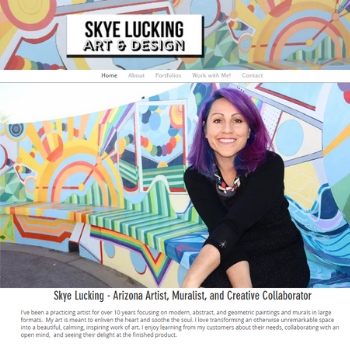 SKYE LUCKING
ART & DESIGN
Home About Portfolios Work with Me! Contact
Skye Lucking - Arizona Artist, Muralist, and Creative Collaborator
I've been a practicing artist for over 10 years focusing on modern, abstract, and geometric paintings and murals in large
formats. My art is meant to enliven the heart and soothe the soul. I love transforming an otherwise unremarkable space
into a beautiful, calming, inspiring work of art. I enjoy learning from my customers about their needs, collaborating with an
open mind, and seeing their delight at the finished product.